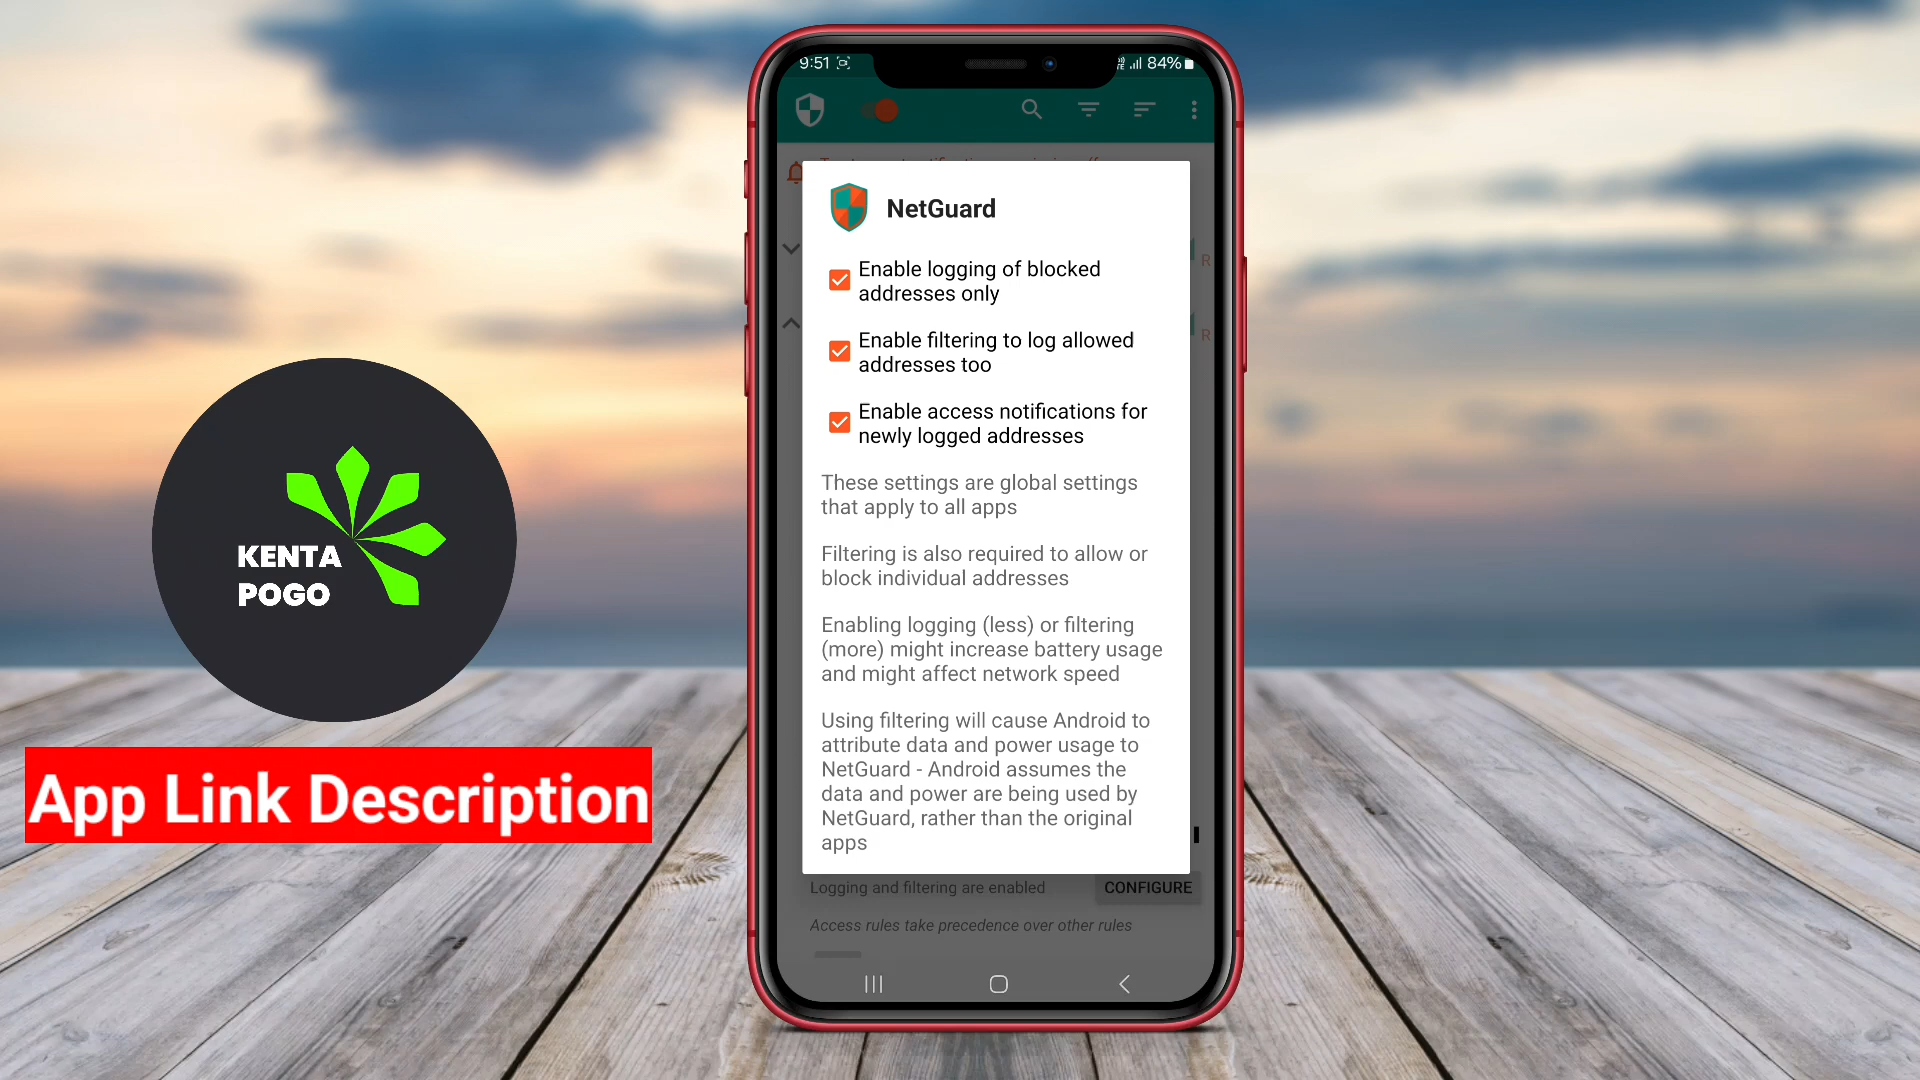 9:51
84%
NetGuard
Enable logging of blocked
addresses only
Enable filtering to log allowed
addresses too
Enable access notifications for
newly logged addresses
These settings are global settings
that apply to all apps
Filtering is also required to allow or
block individual addresses
Enabling logging (less) or filtering
(more) might increase battery usage
and might affect network speed
Using filtering will cause Android to
attribute data and power usage to
NetGuard - Android assumes the
data and power are being used by
NetGuard, rather than the original
apps
R
R
Logging and filtering are enabled
CONFIGURE
Access rules take precedence over other rules
KENTA
POGO
App Link Description